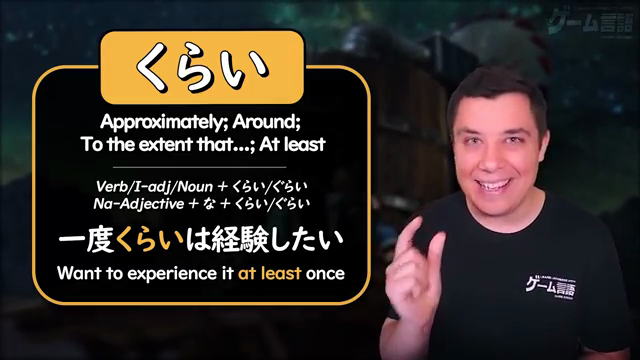 くらい
Approximately; Around;
To the extent that...; At least
Verb/I-adj/Noun + くらい/ぐらい
Na-Adjective + な + くらい/ぐらい
一度くらいは経験したい
Want to experience it at least once
ゲーム言語
ゲーム言語